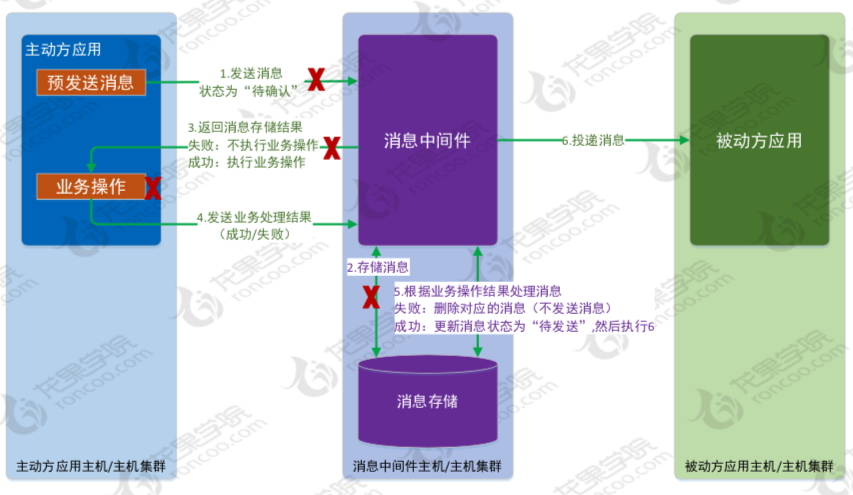 主动方应用
预发送消息
1.发送消息
状态为“待确认”
3.返回消息存储结果
失败：不执行业务操作
成功：执行业务操作
业务操作
4.发送业务处理结果
（成功/失败）
消息中间件
6.投递消息
被动方应用
2.存储消息
5.根据业务操作结果处理消息
失败：删除对应的消息（不发送消息）
成功：更新消息状态为“待发送”,然后执行6
消息存储
主动方应用主机/主机集群
消息中间件主机/主机集群
被动方应用主机/主机集群
龙果学院
roncoo.com